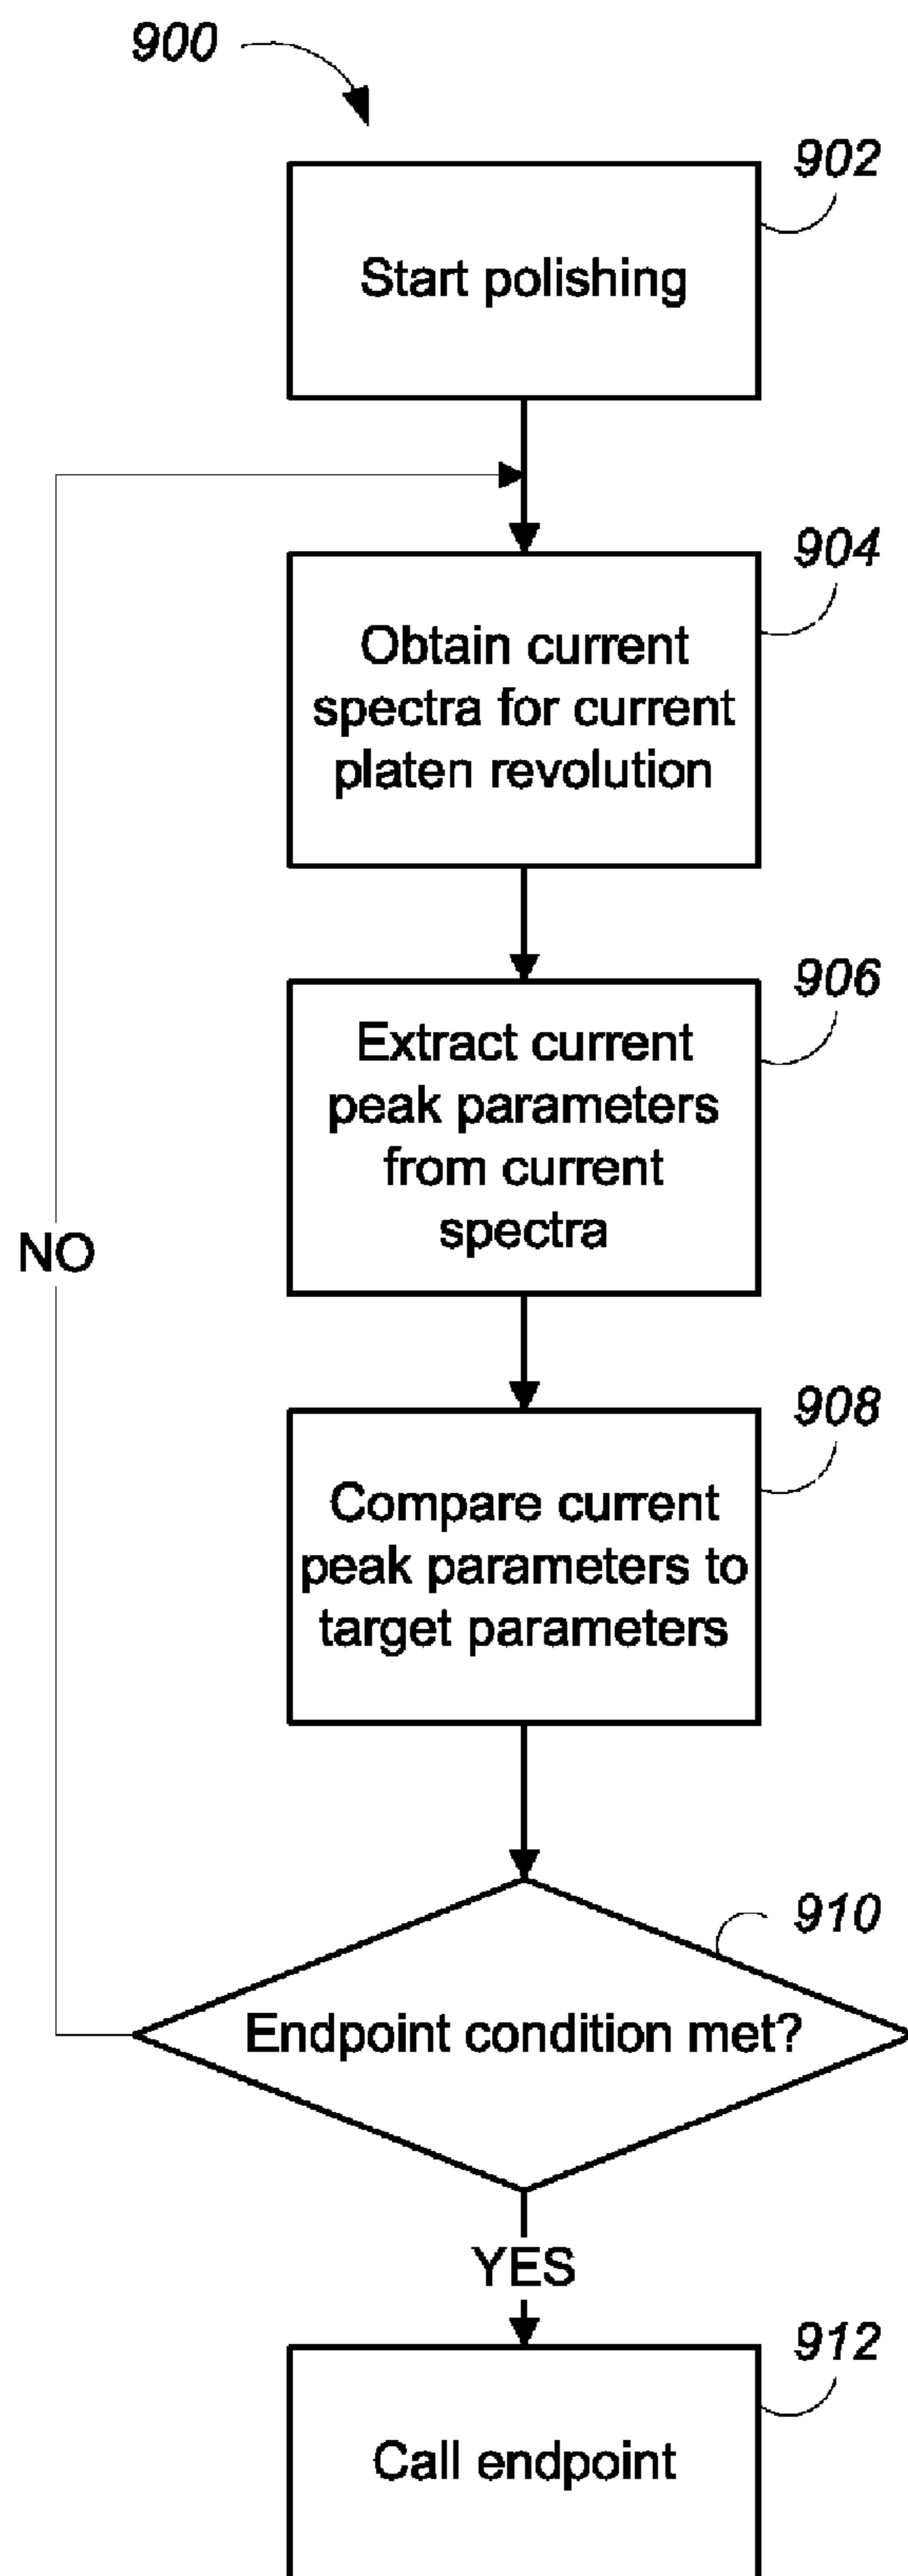 900
902
Start polishing
904
Obtain current
spectra for current
platen revolution
906
Extract current
peak parameters
from current
spectra
NO
908
Compare current
peak parameters to
target parameters
910
Endpoint condition met?
YES
912
Call endpoint